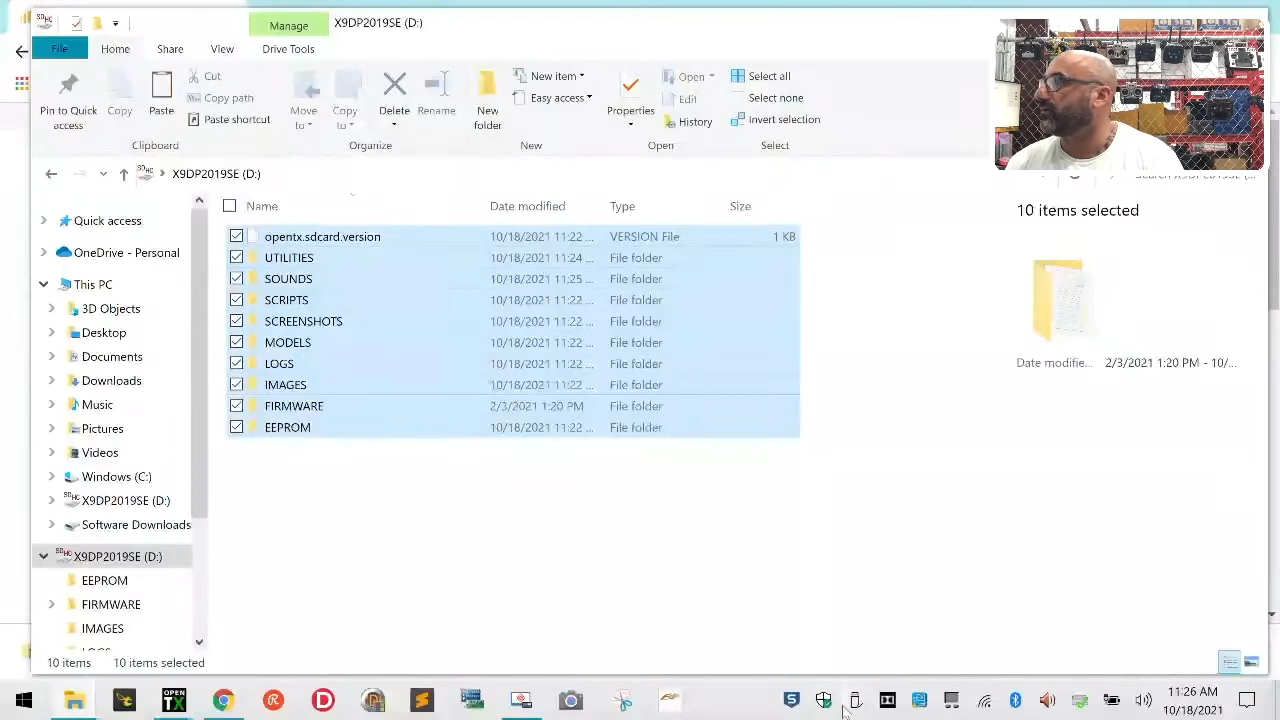 Manage
X9DP2019SE (D:)
File
Home
Share
View
Drive Tools
Pin to Quick access
Copy
Paste
Cut
Copy path
Paste shortcut
Clipboard
Move to
Copy to
Delete
Rename
Organize
New folder
New item
Easy access
New
Properties
Open
Edit
History
Open
Select all
Select none
Invert selection
Select
X9DP2019SE (D:)
Name
Date modified
Type
Size
opentx.sdcard.version 10/18/2021 11:22 ... VERSION File 1 KB
UTILITIES 10/18/2021 11:24 ... File folder
SOUNDS 10/18/2021 11:25 ... File folder
SCRIPTS 10/18/2021 11:22 ... File folder
SCREENSHOTS 10/18/2021 11:22 ... File folder
MODELS 10/18/2021 11:22 ... File folder
LOGS 10/18/2021 11:22 ... File folder
IMAGES 10/18/2021 11:22 ... File folder
FIRMWARE 2/3/2021 1:20 PM File folder
EEPROM 10/18/2021 11:22 ... File folder
Quick access
OneDrive - Personal
This PC
3D Objects
Desktop
Documents
Downloads
Music
Pictures
Videos
Windows (C:)
X9DP2019SE (D:)
Software Downloads
X9DP2019SE (D:)
EEPROM
FIRMWARE
IMAGES
10 items selected
Date modifie... 2/3/2021 1:20 PM - 10/...
10 items 10 items selected
OPEN
TX
11:26 AM
10/18/2021